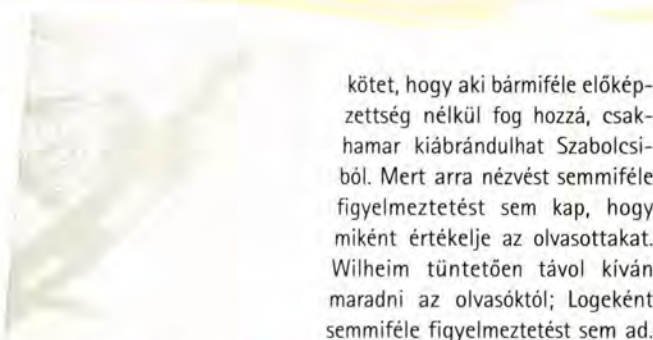 kötet, hogy aki bármiféle előkép-
zettség nélkül fog hozzá, csak-
hamar kiábrándulhat Szabolcsi-
ból. Mert arra nézvést semmiféle
figyelmeztetést sem kap, hogy
miként értékelje az olvasottakat.
Wilheim tüntetően távol kíván
maradni az olvasóktól; Logeként
semmiféle figyelmeztetést sem ad.